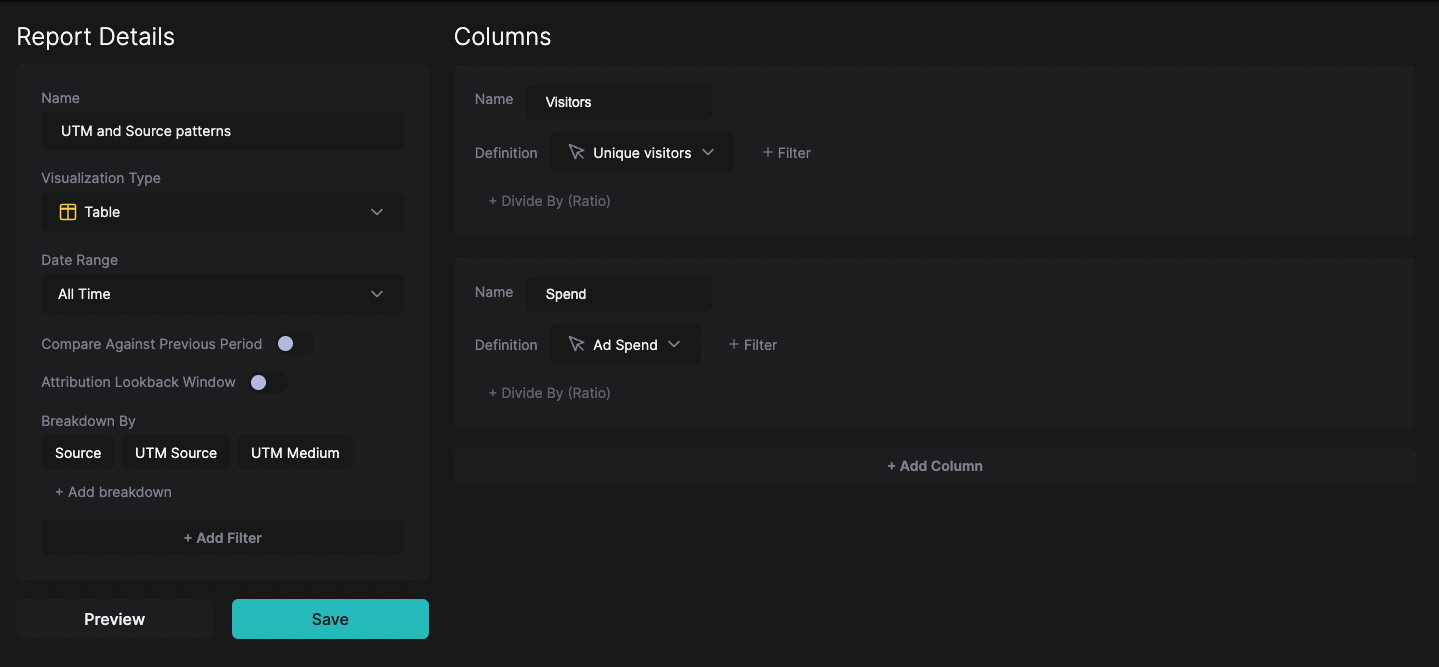 Report Details
Name
UTM and Source patterns
Visualization Type
Table
Date Range
All Time
Compare Against Previous Period
Attribution Lookback Window
Breakdown By
Source UTM Source UTM Medium
+ Add breakdown
+ Add Filter
Preview Save
Columns
Name Visitors
Definition Unique visitors + Filter
+ Divide By (Ratio)
Name Spend
Definition Ad Spend + Filter
+ Divide By (Ratio)
+ Add Column